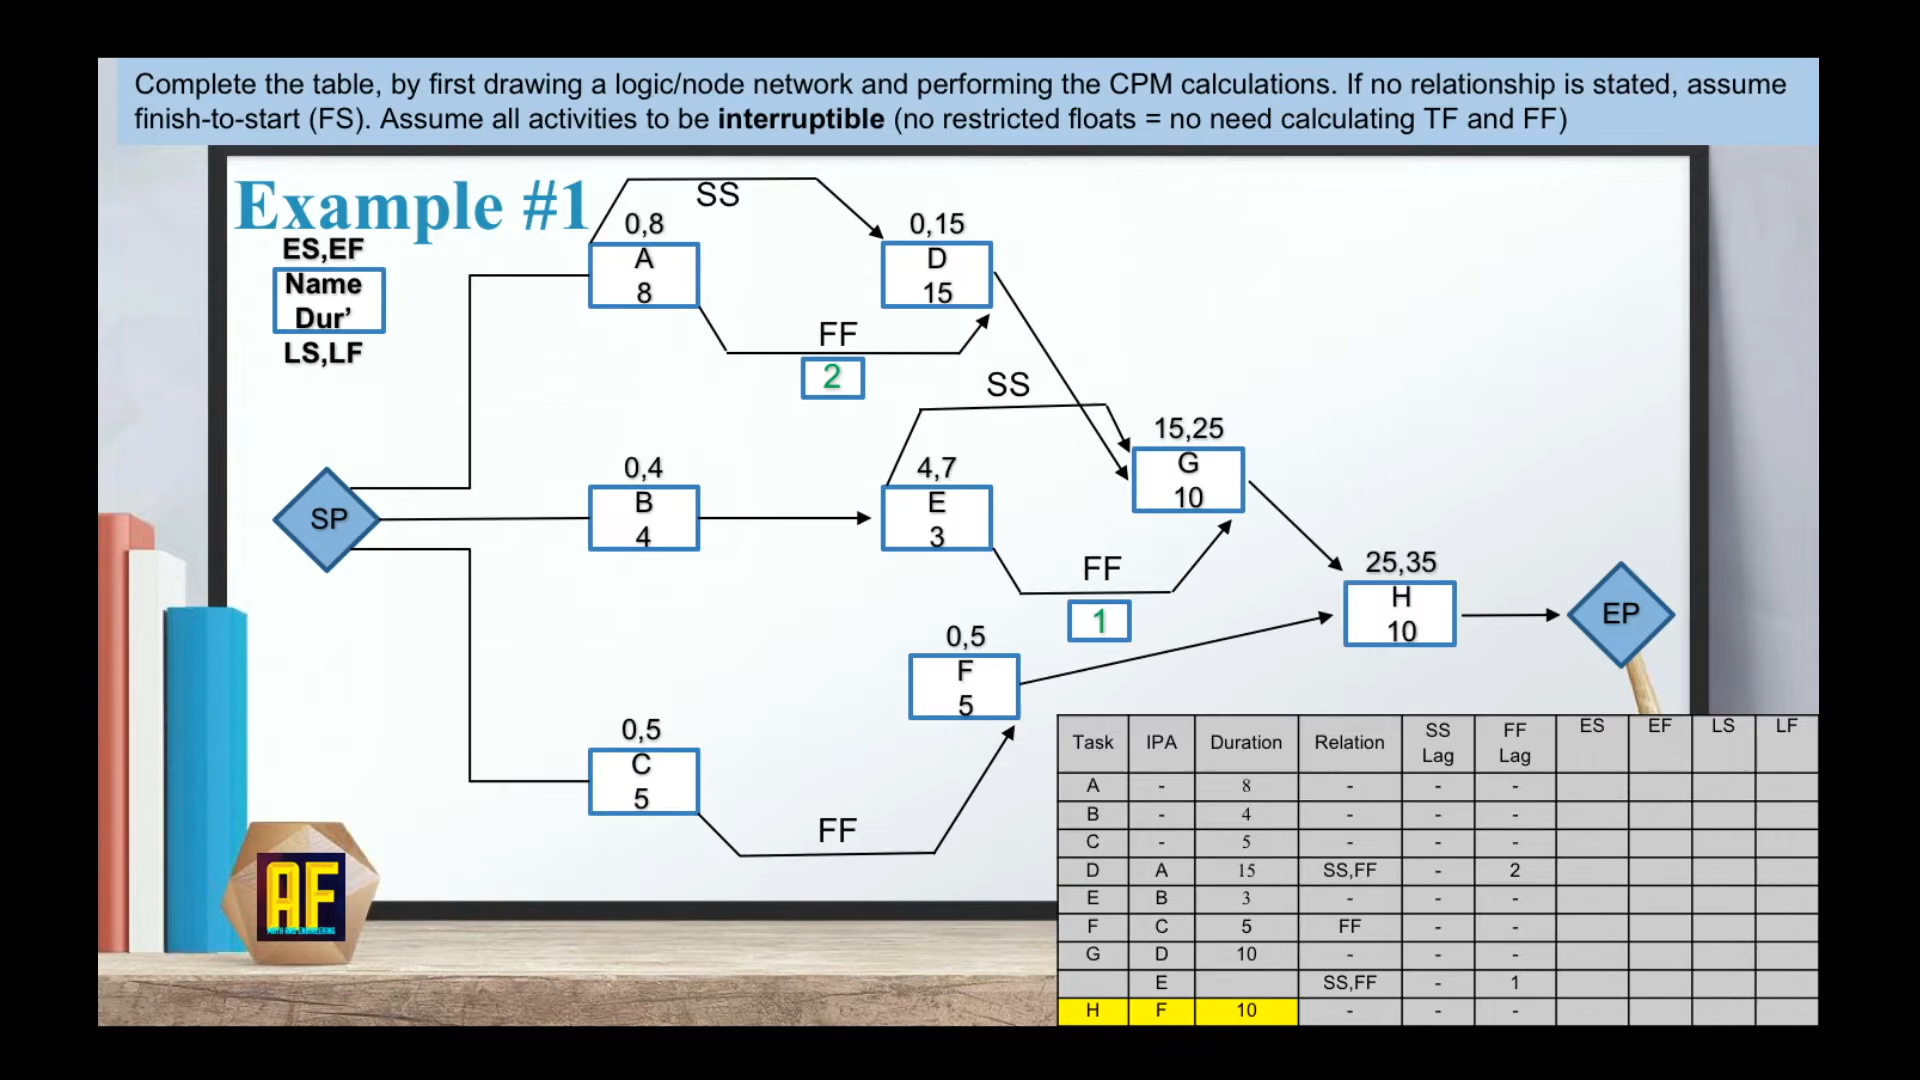 Complete the table, by first drawing a logic/node network and performing the CPM calculations. If no relationship is stated, assume
finish-to-start (FS). Assume all activities to be interruptible (no restricted floats = no need calculating TF and FF)
Example #1
ES,EF
Name
Dur’
LS,LF
SS
0,8
A
8
0,15
D
15
FF
2
SS
15,25
G
10
SP
0,4
B
4
4,7
E
3
FF
1
25,35
H
10
EP
0,5
F
5
0,5
C
5
FF
AF
Task IPA Duration Relation SS Lag FF Lag ES EF LS LF
A - 8 - - -
B - 4 - - -
C - 5 - - -
D A 15 SS,FF - 2
E B 3 - - -
F C 5 FF - -
G D 10 - - -
E SS,FF - 1
H F 10 - - -